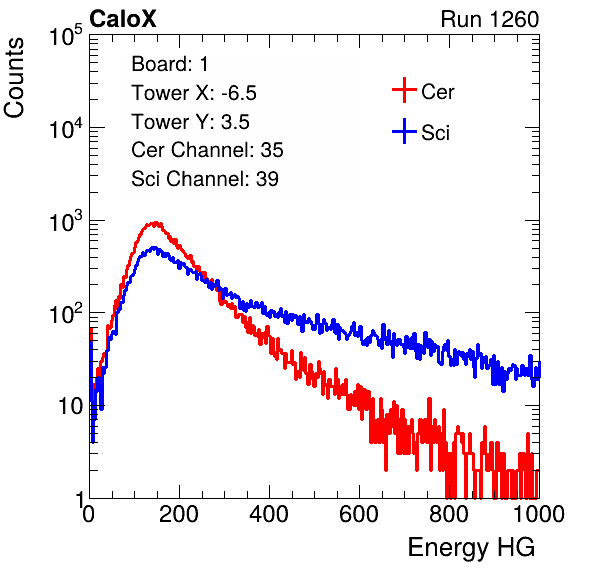 CaloX Run 1260
Counts
10^5
10^4
10^3
10^2
10
1
Board: 1
Tower X: -6.5
Tower Y: 3.5
Cer Channel: 35
Sci Channel: 39
Cer
Sci
0 200 400 600 800 1000
Energy HG